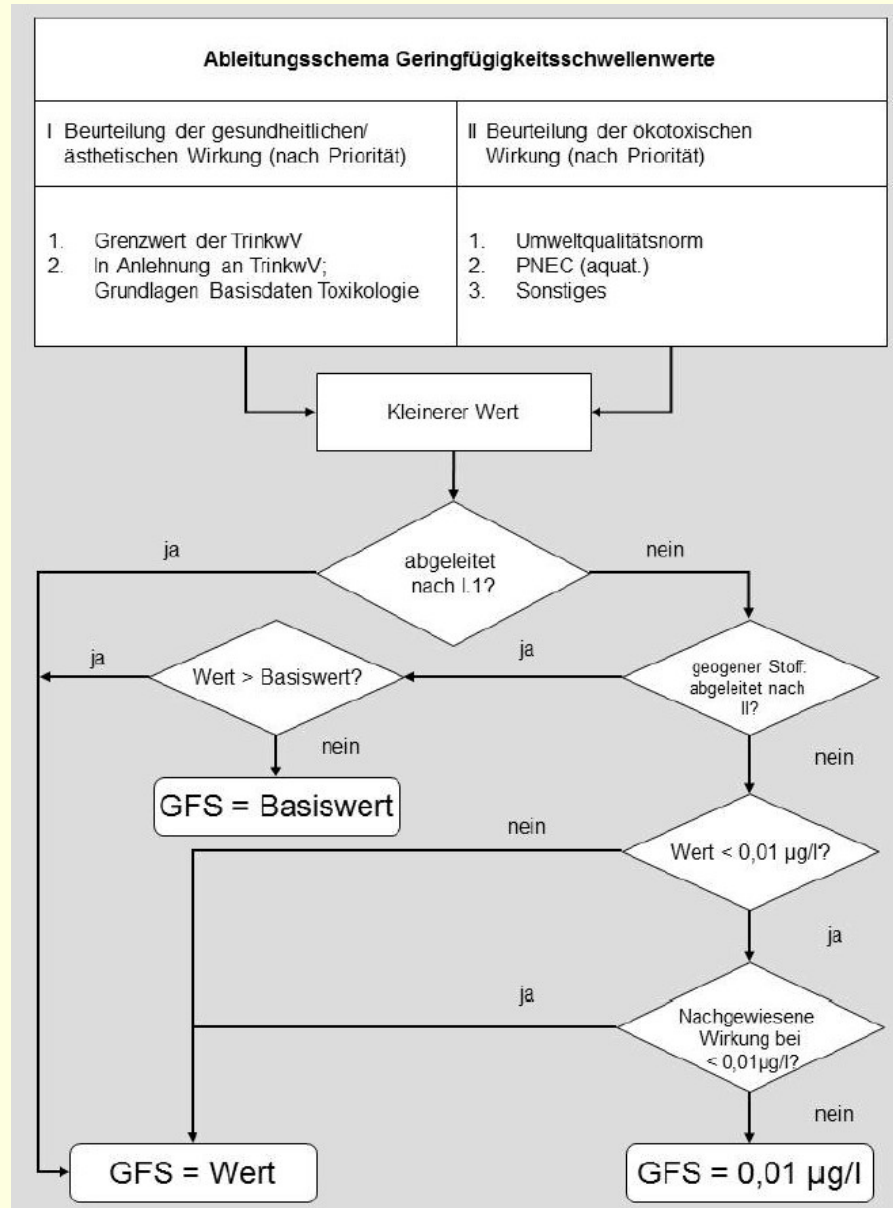 Ableitungsschema Geringfügigkeitsschwellenwerte
I Beurteilung der gesundheitlichen/
ästhetischen Wirkung (nach Priorität)
II Beurteilung der ökotoxischen
Wirkung (nach Priorität)
1. Grenzwert der TrinkwV
2. In Anlehnung an TrinkwV;
Grundlagen Basisdaten Toxikologie
1. Umweltqualitätsnorm
2. PNEC (aquat.)
3. Sonstiges
Kleinerer Wert
ja
nein
abgeleitet
nach I.1?
ja
Wert > Basiswert?
ja
geogener Stoff:
abgeleitet nach
II?
nein
nein
GFS = Basiswert
nein
Wert < 0,01 µg/l?
ja
ja
Nachgewiesene
Wirkung bei
< 0,01µg/l?
nein
GFS = Wert
GFS = 0,01 µg/l